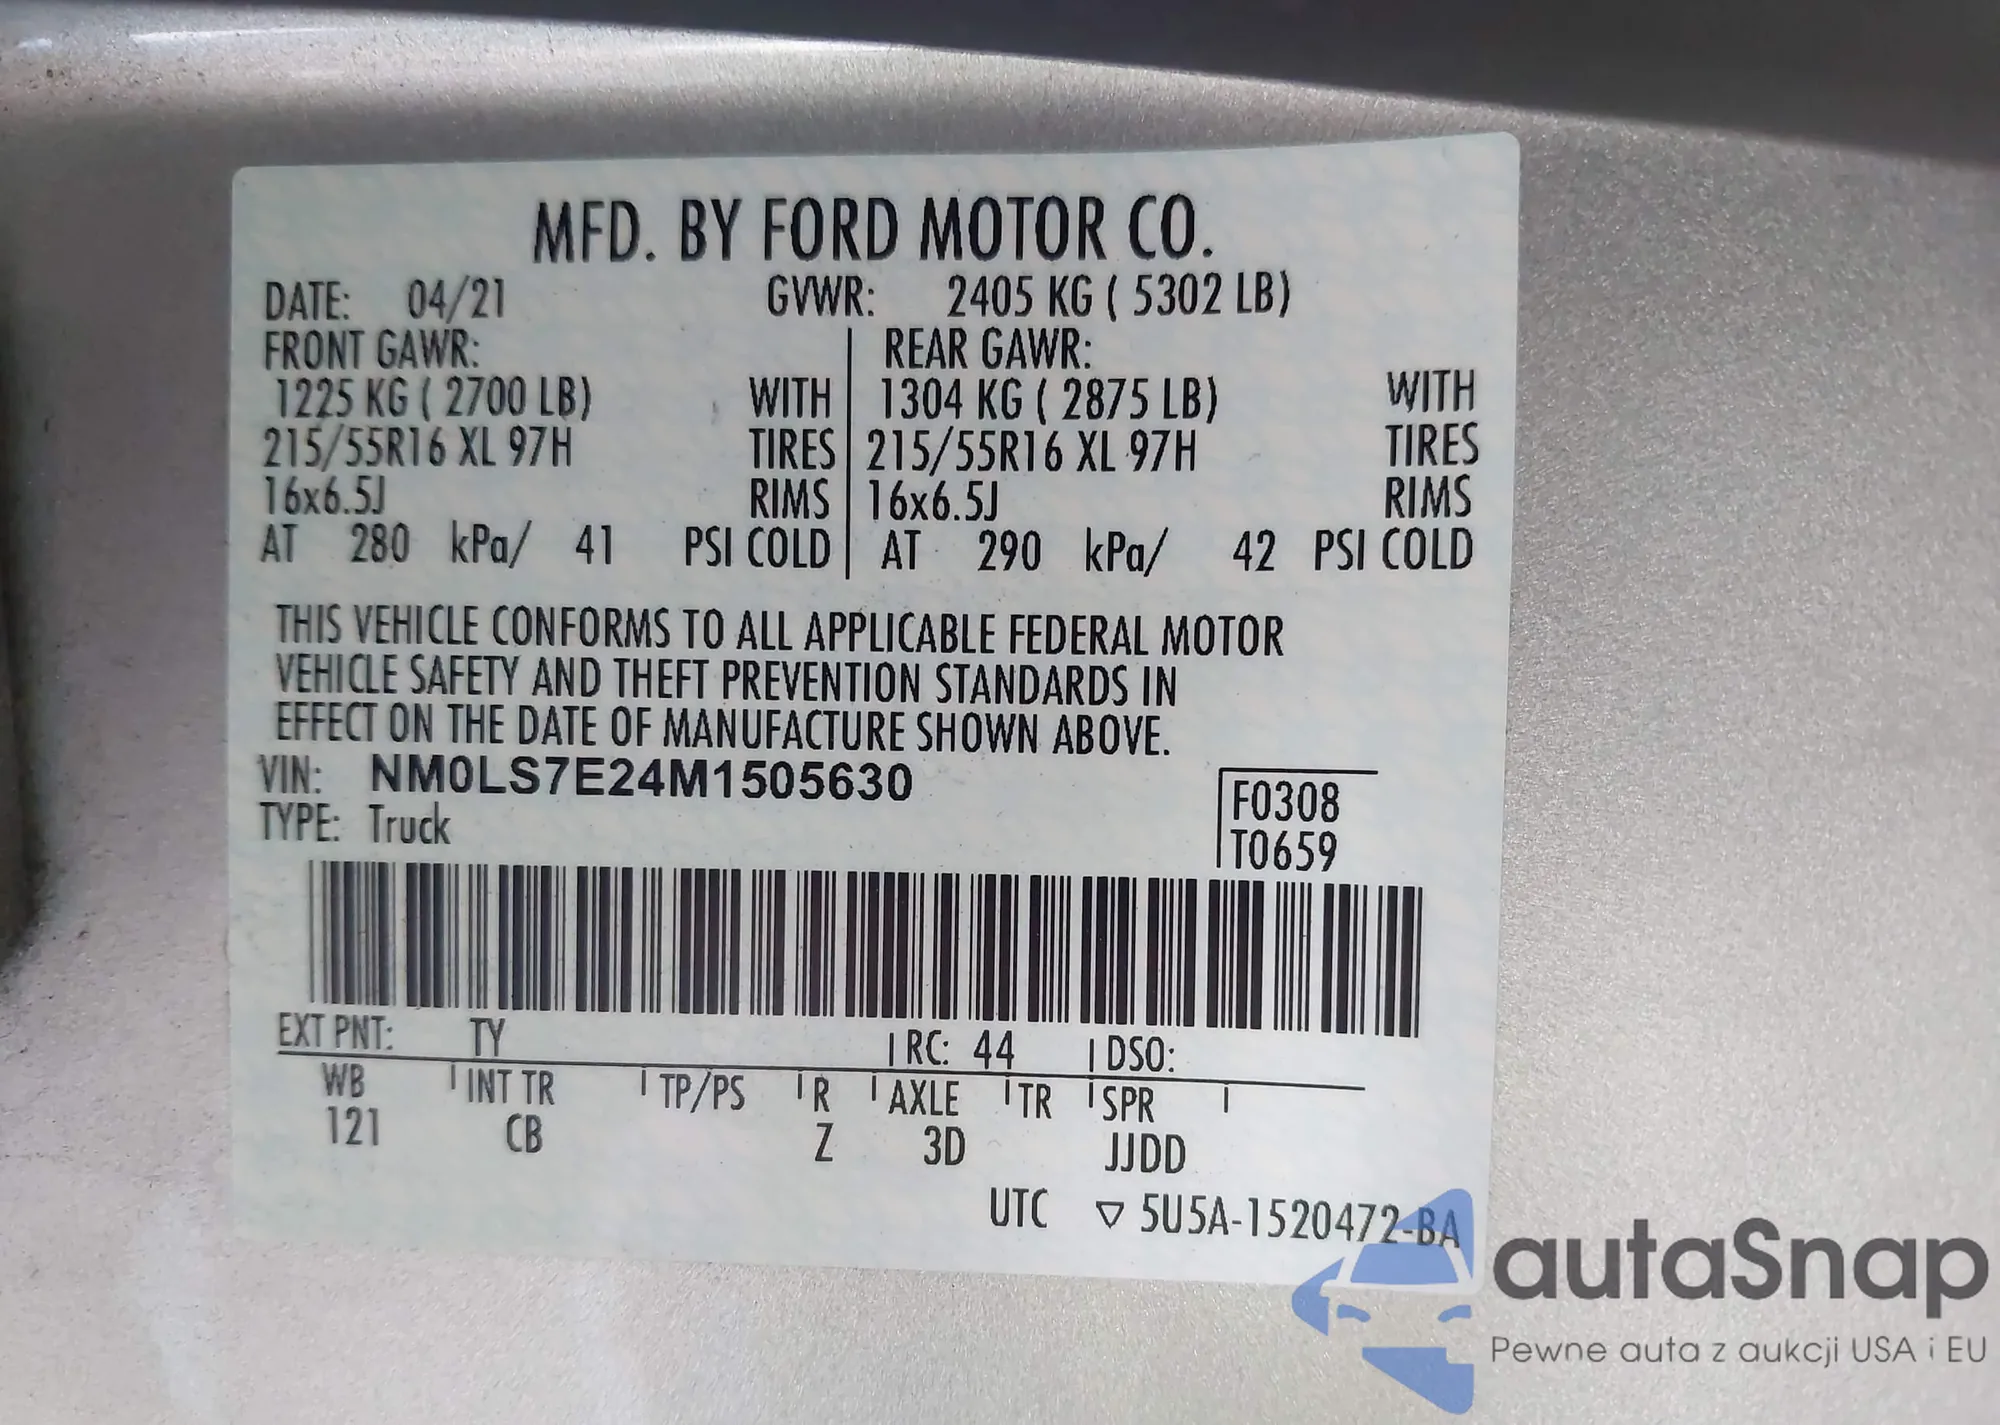 MFD. BY FORD MOTOR CO.
DATE: 04/21 GVWR: 2405 KG ( 5302 LB)
FRONT GAWR: REAR GAWR:
1225 KG ( 2700 LB) WITH 1304 KG ( 2875 LB) WITH
215/55R16 XL 97H TIRES 215/55R16 XL 97H TIRES
16x6.5J RIMS 16x6.5J RIMS
AT 280 kPa/ 41 PSI COLD AT 290 kPa/ 42 PSI COLD
THIS VEHICLE CONFORMS TO ALL APPLICABLE FEDERAL MOTOR
VEHICLE SAFETY AND THEFT PREVENTION STANDARDS IN
EFFECT ON THE DATE OF MANUFACTURE SHOWN ABOVE.
VIN: NM0LS7E24M1505630 F0308
TYPE: Truck T0659
EXT PNT: TY RC: 44 DSO:
WB INT TR TP/PS R AXLE TR SPR
121 CB Z 3D JJDD
UTC ▽ 5U5A-1520472-BA
autaSnap
Pewne auta z aukcji USA i EU